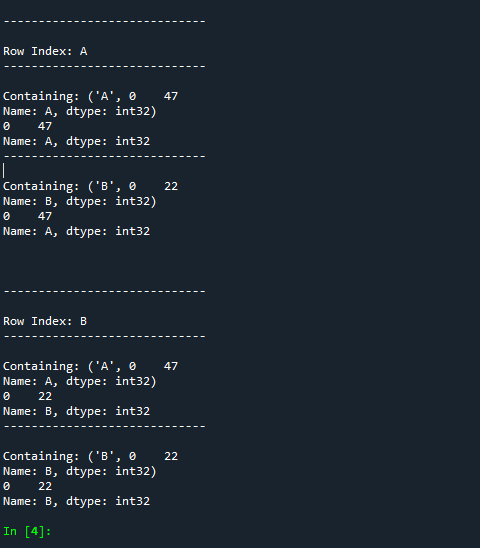 ---------------------------
Row Index: A
---------------------------
Containing: ('A', 0    47
Name: A, dtype: int32)
0    47
Name: A, dtype: int32
---------------------------
Containing: ('B', 0    22
Name: B, dtype: int32)
0    47
Name: A, dtype: int32
---------------------------
Row Index: B
---------------------------
Containing: ('A', 0    47
Name: A, dtype: int32)
0    22
Name: B, dtype: int32
---------------------------
Containing: ('B', 0    22
Name: B, dtype: int32)
0    22
Name: B, dtype: int32
In [4]: